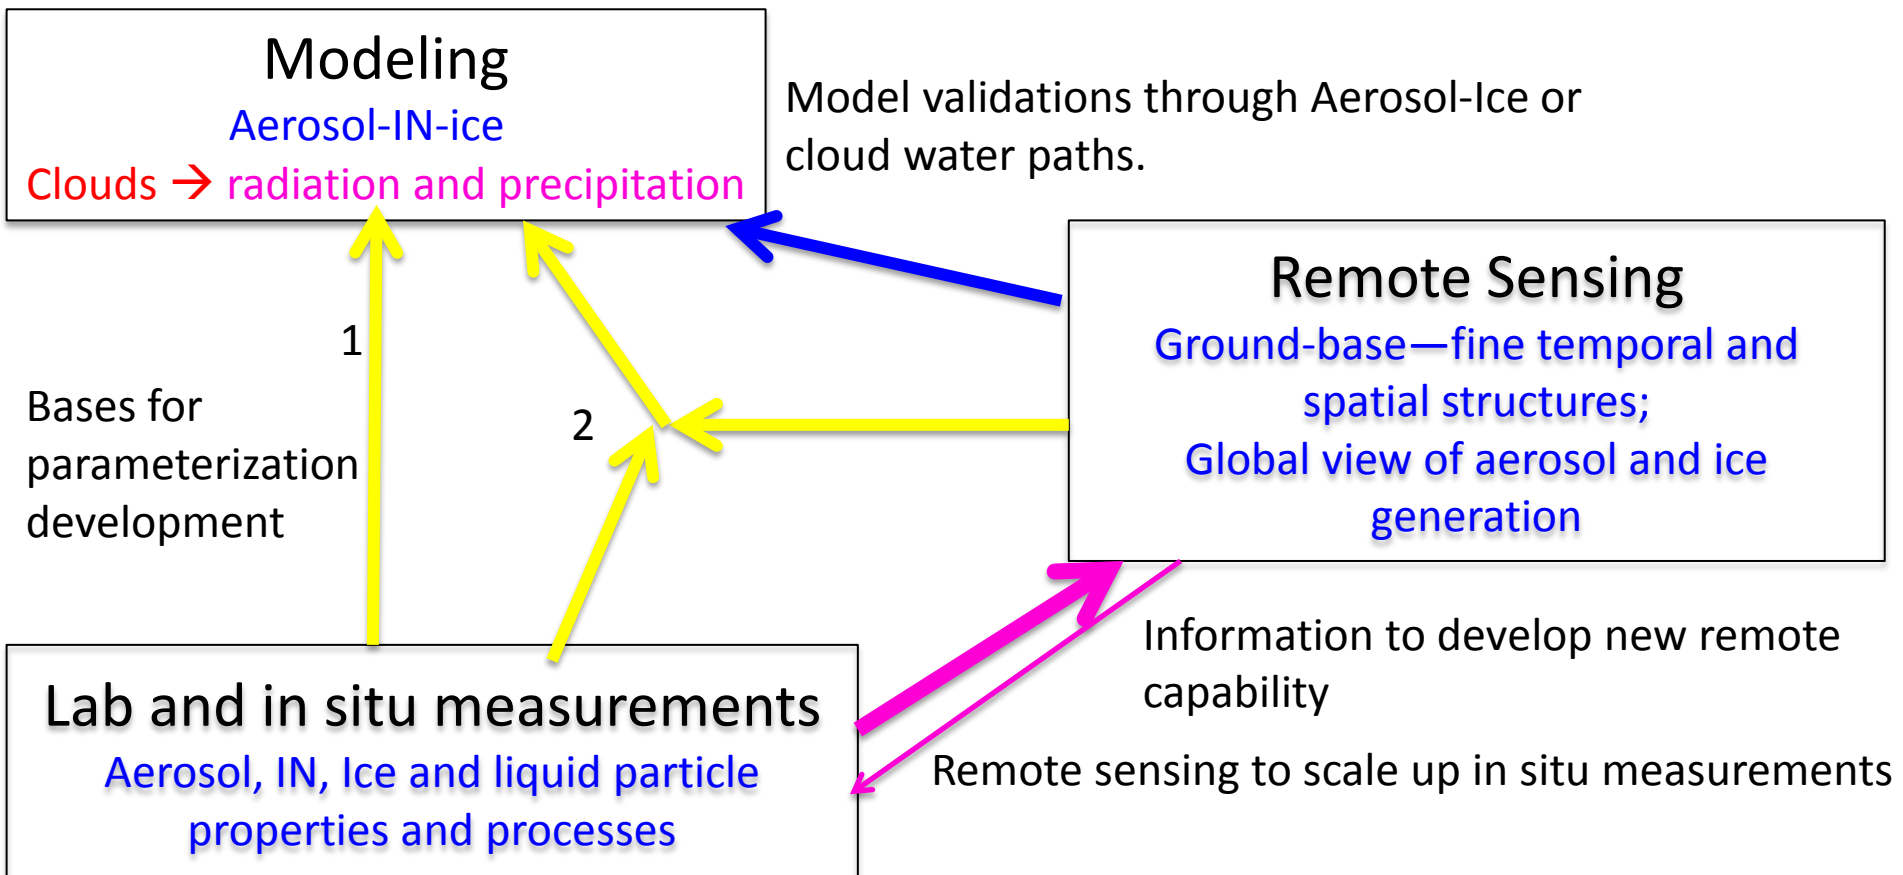 Modeling
Aerosol-IN-ice
Clouds → radiation and precipitation
Model validations through Aerosol-Ice or
cloud water paths.
Remote Sensing
Ground-base—fine temporal and
spatial structures;
Global view of aerosol and ice
generation
1
2
Bases for
parameterization
development
Information to develop new remote
capability
Remote sensing to scale up in situ measurements
Lab and in situ measurements
Aerosol, IN, Ice and liquid particle
properties and processes